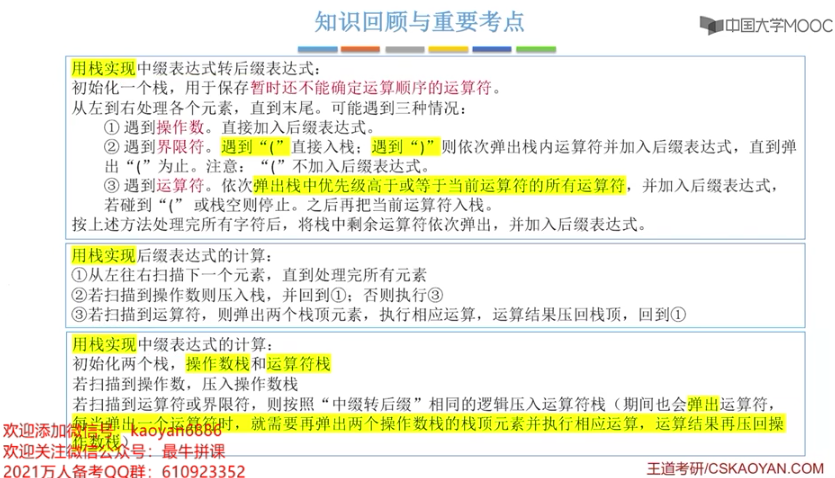 知识回顾与重要考点
中国大学MOOC
用栈实现中缀表达式转后缀表达式：
初始化一个栈，用于保存暂时还不能确定运算顺序的运算符。
从左到右处理各个元素，直到末尾。可能遇到三种情况：
① 遇到操作数。直接加入后缀表达式。
② 遇到界限符。遇到“(”直接入栈；遇到“)”则依次弹出栈内运算符并加入后缀表达式，直到弹
出“(”为止。注意：“(”不加入后缀表达式。
③ 遇到运算符。依次弹出栈中优先级高于或等于当前运算符的所有运算符，并加入后缀表达式，
若碰到“(” 或栈空则停止。之后再把当前运算符入栈。
按上述方法处理完所有字符后，将栈中剩余运算符依次弹出，并加入后缀表达式。
用栈实现后缀表达式的计算：
①从左往右扫描下一个元素，直到处理完所有元素
②若扫描到操作数则压入栈，并回到①；否则执行③
③若扫描到运算符，则弹出两个栈顶元素，执行相应运算，运算结果压回栈顶，回到①
用栈实现中缀表达式的计算：
初始化两个栈，操作数栈和运算符栈
若扫描到操作数，压入操作数栈
若扫描到运算符或界限符，则按照“中缀转后缀”相同的逻辑压入运算符栈（期间也会弹出运算符，
每当弹出一个运算符时，就需要再弹出两个操作数栈的栈顶元素并执行相应运算，运算结果再压回操
作数栈）
欢迎添加微信号：kaoyan6886
欢迎关注微信公众号：最牛拼课
2021万人备考QQ群：610923352
王道考研/CSKAOYAN.COM